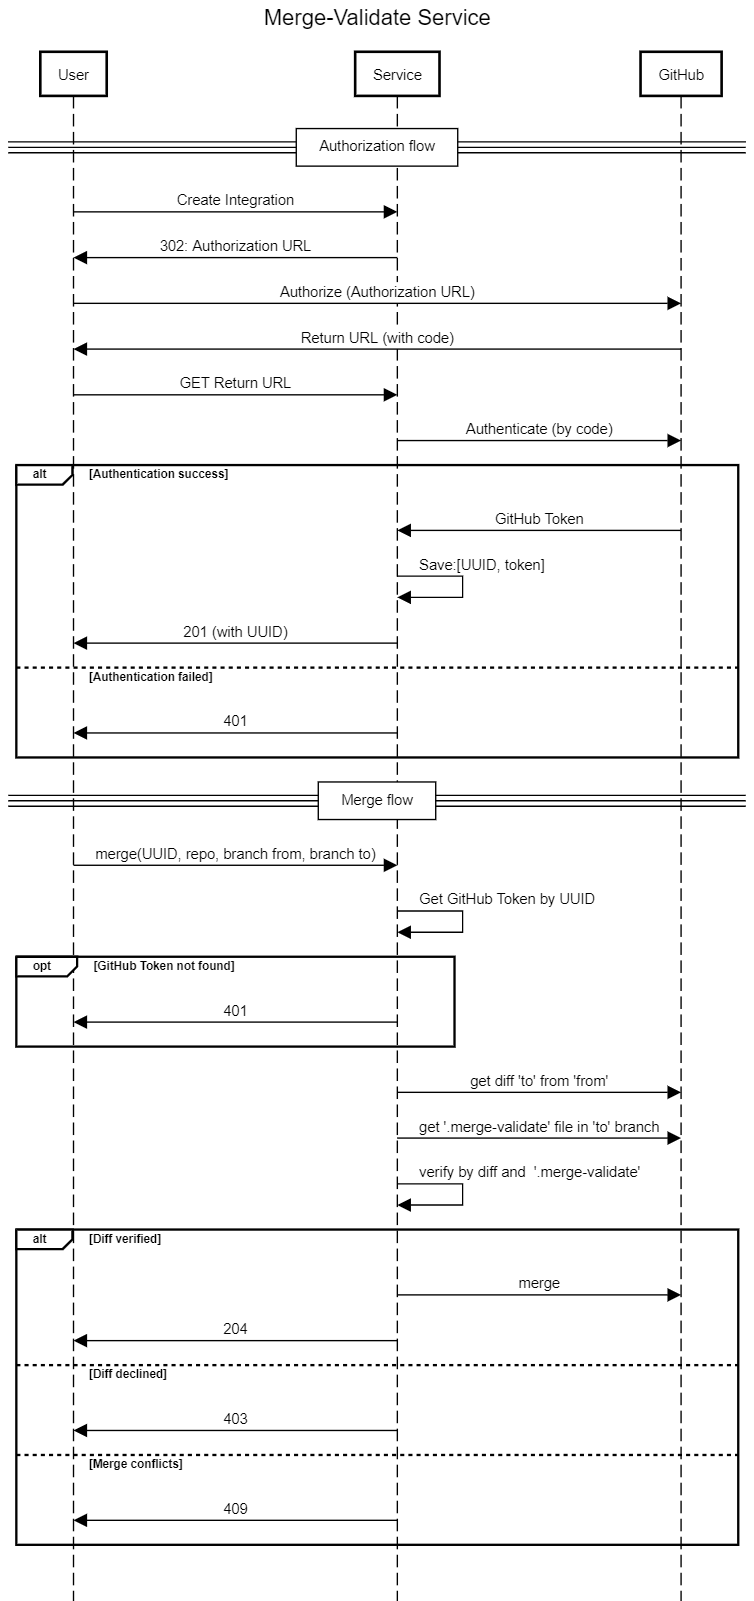 Merge-Validate Service
User
Service
GitHub
Authorization flow
Create Integration
302: Authorization URL
Authorize (Authorization URL)
Return URL (with code)
GET Return URL
Authenticate (by code)
alt
[Authentication success]
GitHub Token
Save:[UUID, token]
201 (with UUID)
[Authentication failed]
401
Merge flow
merge(UUID, repo, branch from, branch to)
Get GitHub Token by UUID
opt
[GitHub Token not found]
401
get diff 'to' from 'from'
get '.merge-validate' file in 'to' branch
verify by diff and  '.merge-validate'
alt
[Diff verified]
merge
204
[Diff declined]
403
[Merge conflicts]
409